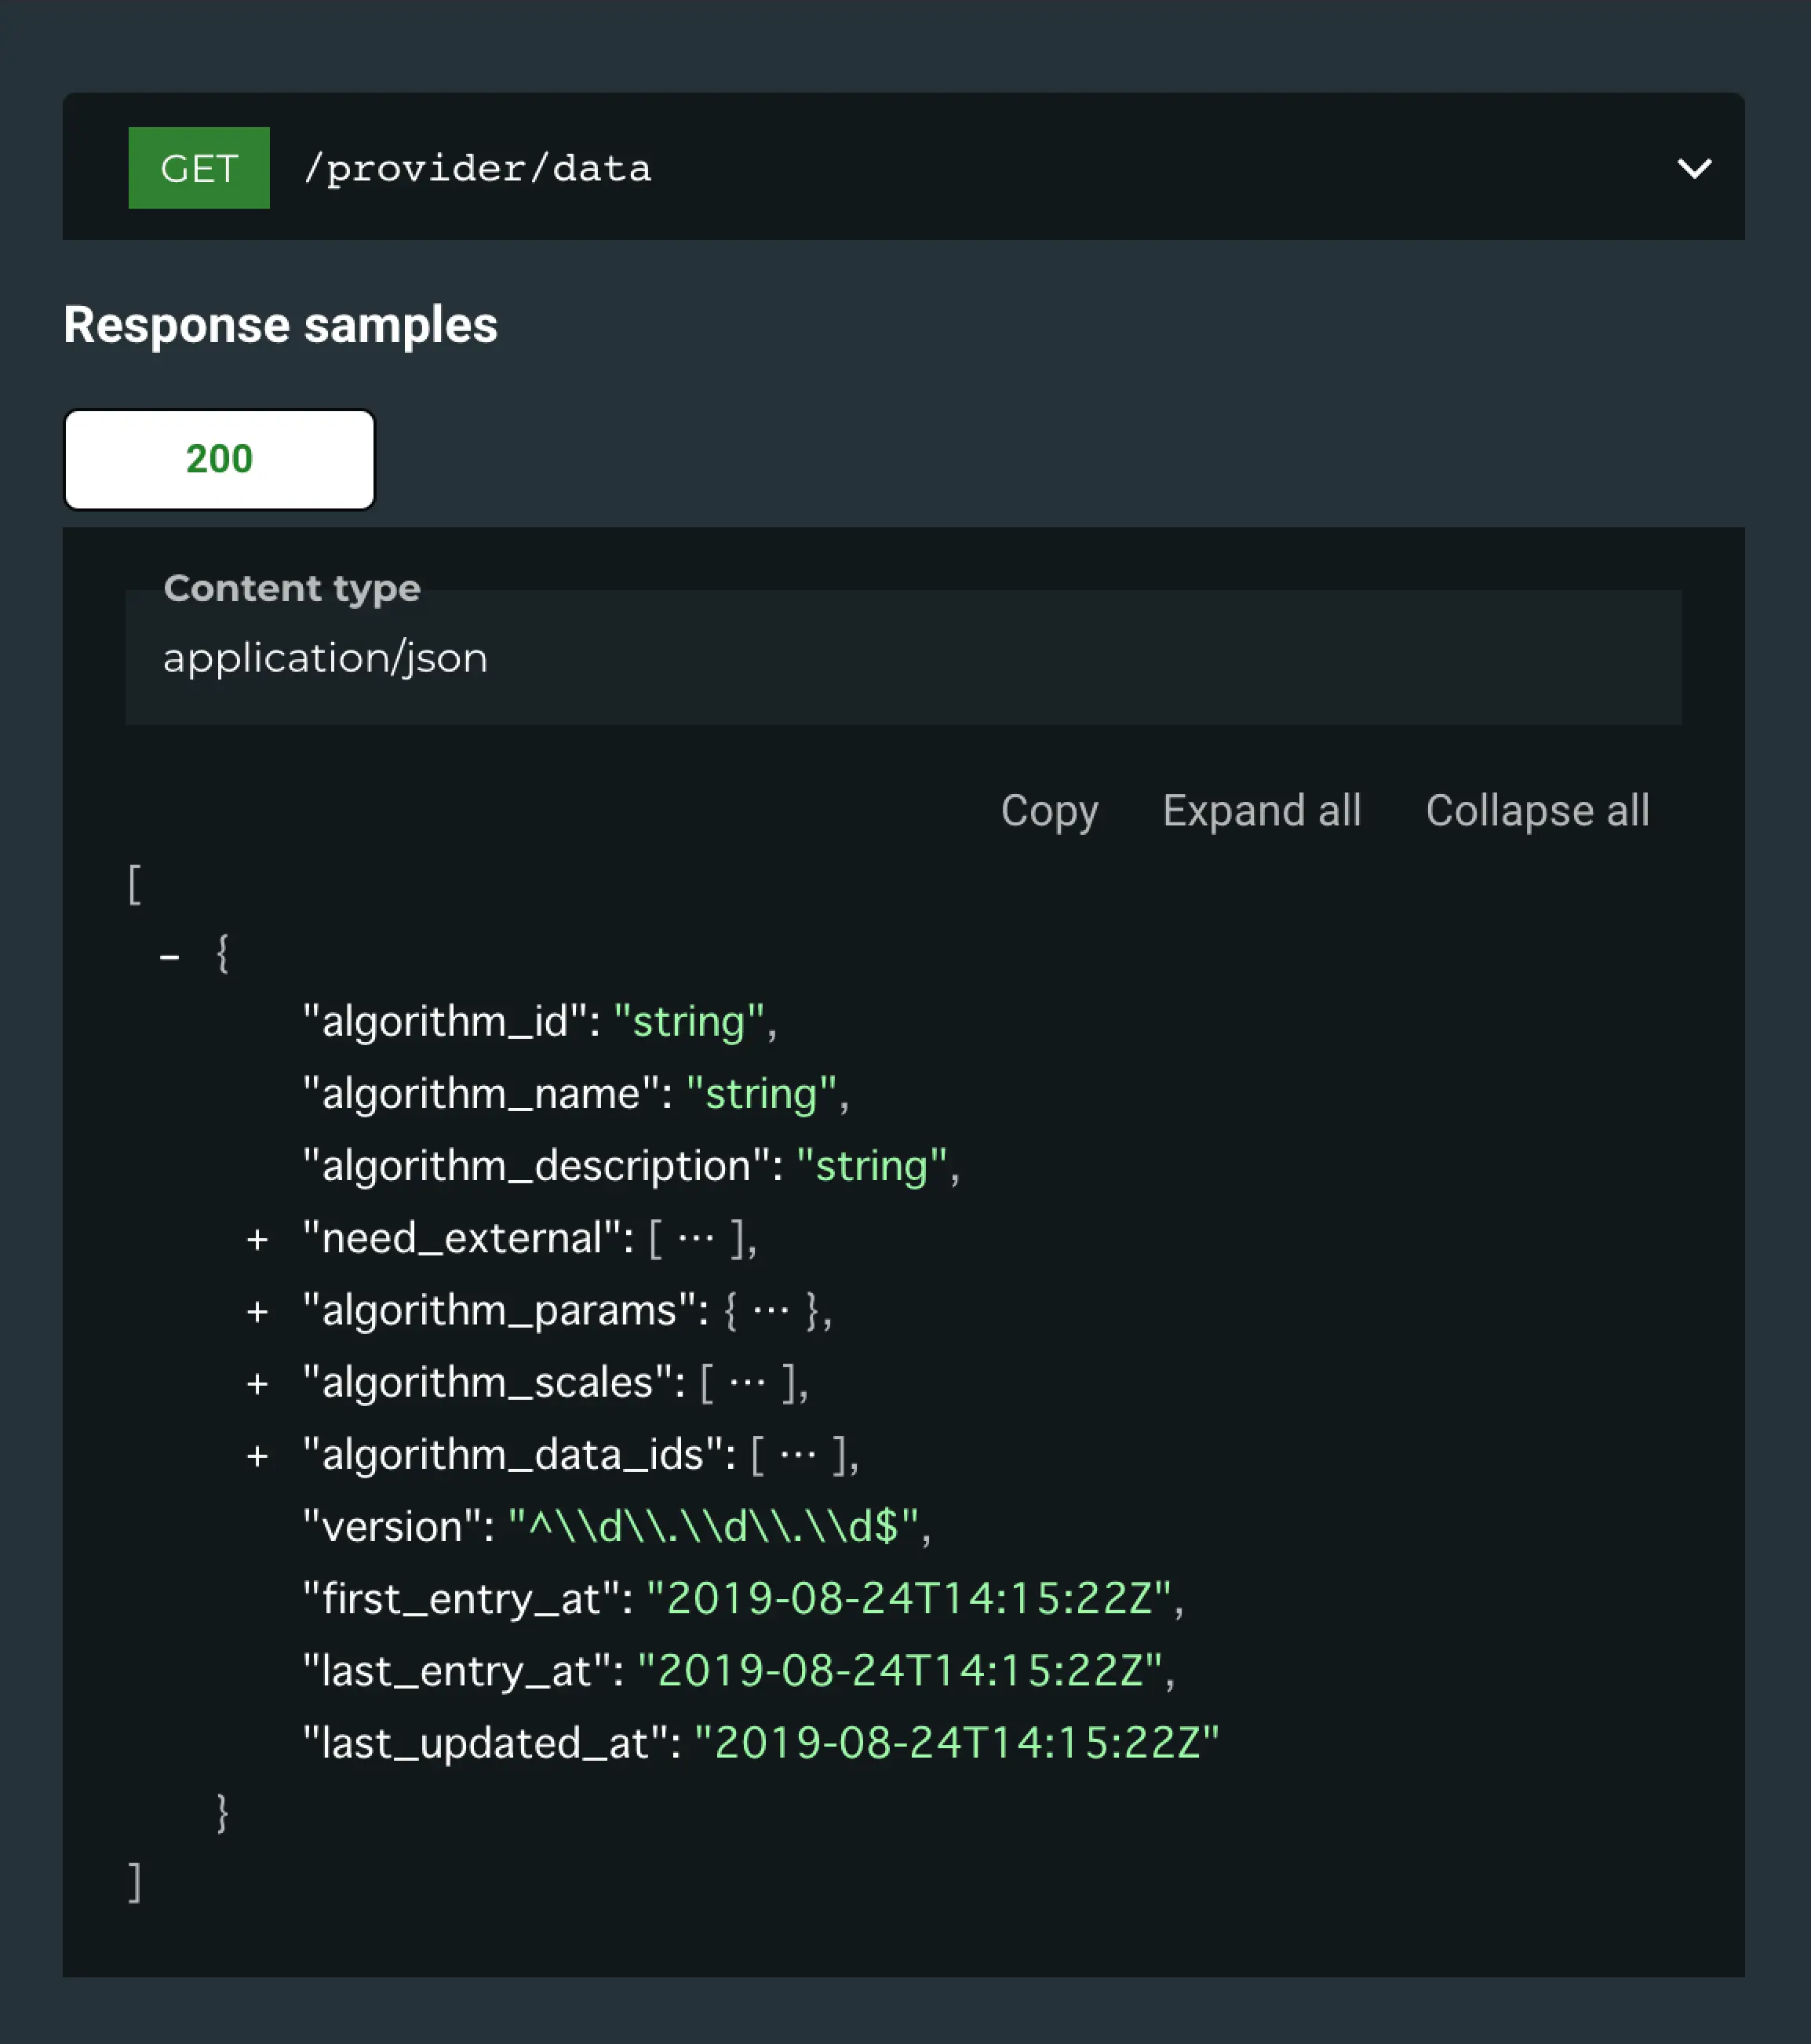 GET /provider/data
Response samples
200
Content type
application/json
Copy Expand all Collapse all
[
- {
"algorithm_id": "string",
"algorithm_name": "string",
"algorithm_description": "string",
+ "need_external": [ ⋯ ],
+ "algorithm_params": { ⋯ },
+ "algorithm_scales": [ ⋯ ],
+ "algorithm_data_ids": [ ⋯ ],
"version": "^\\d\\.\\d\\.\\d$",
"first_entry_at": "2019-08-24T14:15:22Z",
"last_entry_at": "2019-08-24T14:15:22Z",
"last_updated_at": "2019-08-24T14:15:22Z"
}
]